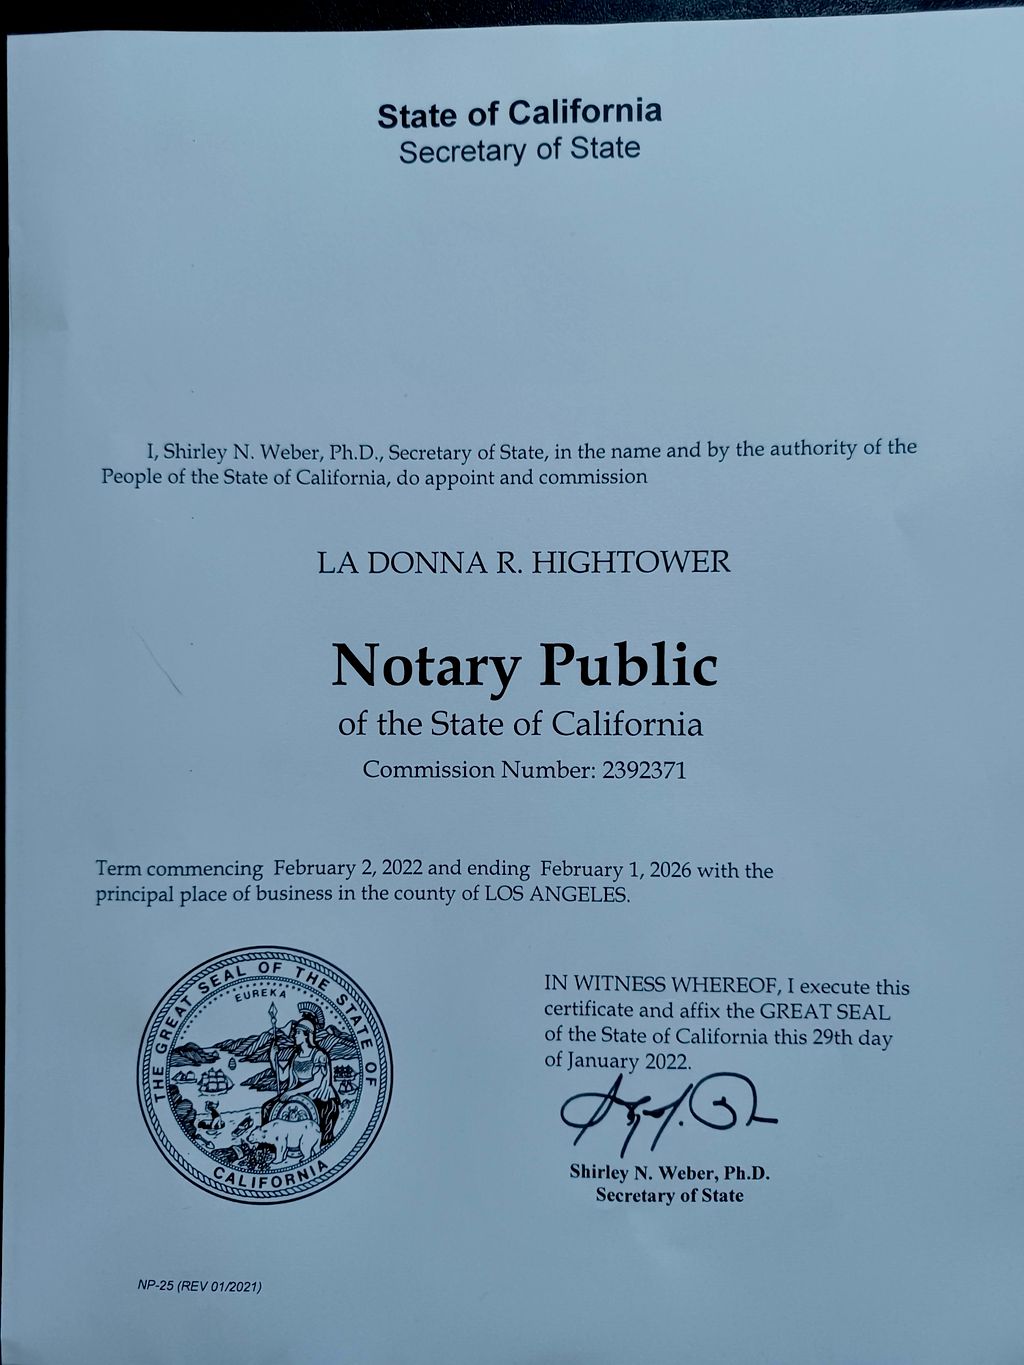 State of California
Secretary of State
I, Shirley N. Weber, Ph.D., Secretary of State, in the name and by the authority of the
People of the State of California, do appoint and commission
LA DONNA R. HIGHTOWER
Notary Public
of the State of California
Commission Number: 2392371
Term commencing February 2, 2022 and ending February 1, 2026 with the
principal place of business in the county of LOS ANGELES.
THE GREAT SEAL OF THE STATE OF CALIFORNIA
EUREKA
IN WITNESS WHEREOF, I execute this
certificate and affix the GREAT SEAL
of the State of California this 29th day
of January 2022.
Shirley N. Weber, Ph.D.
Secretary of State
NP-25 (REV 01/2021)